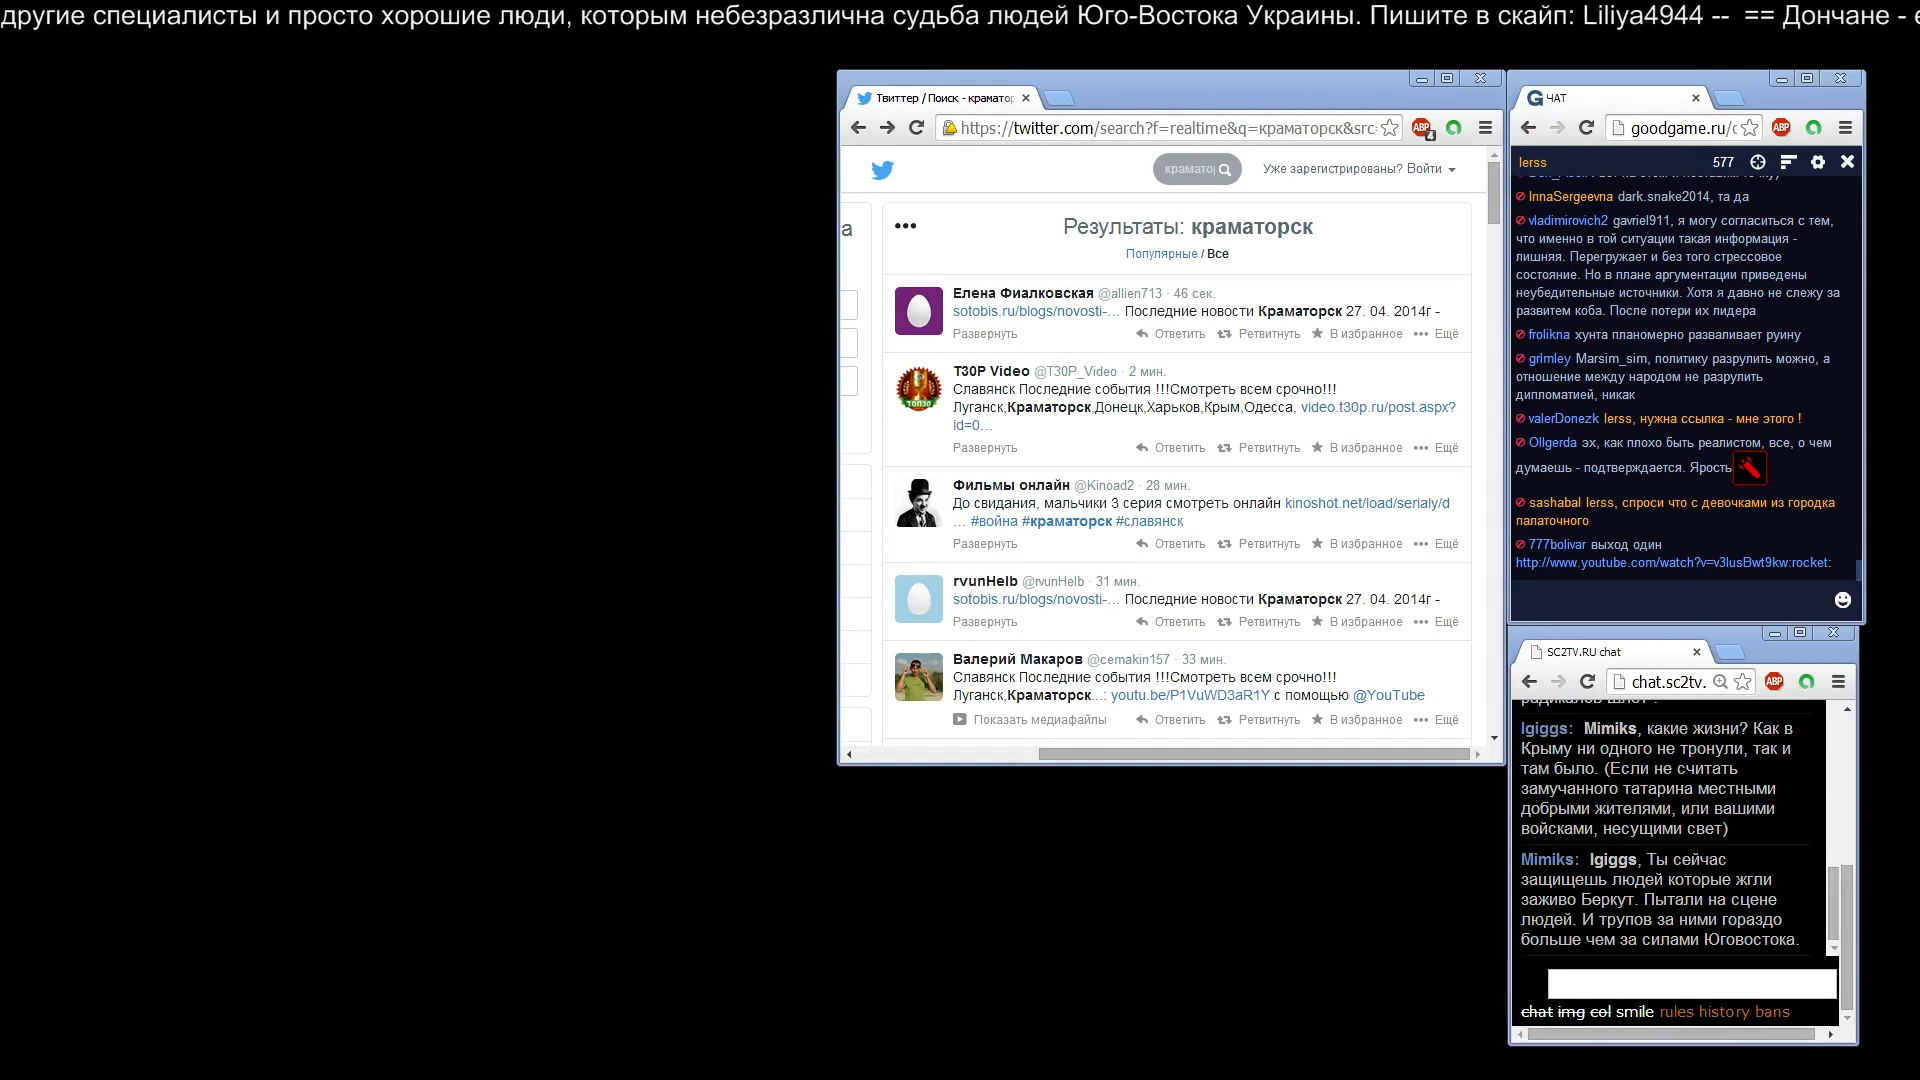 другие специалисты и просто хорошие люди, которым небезразлична судьба людей Юго-Востока Украины. Пишите в скайп: Liliya4944 --  == Дончане -
Твиттер / Поиск - краматор
https://twitter.com/search?f=realtime&q=краматорск&src=
ABP
4
краматор
Уже зарегистрированы? Войти
а
Результаты: краматорск
Популярные / Все
Елена Фиалковская @allien713 · 46 сек.
sotobis.ru/blogs/novosti-... Последние новости Краматорск 27. 04. 2014г -
Развернуть Ответить Ретвитнуть В избранное ••• Ещё
T30P Video @T30P_Video · 2 мин.
Славянск Последние события !!!Смотреть всем срочно!!!
Луганск,Краматорск,Донецк,Харьков,Крым,Одесса, video.t30p.ru/post.aspx?
id=0...
Развернуть Ответить Ретвитнуть В избранное ••• Ещё
Фильмы онлайн @Kinoad2 · 28 мин.
До свидания, мальчики 3 серия смотреть онлайн kinoshot.net/load/serialy/d
... #война #краматорск #славянск
Развернуть Ответить Ретвитнуть В избранное ••• Ещё
rvunHelb @rvunHelb · 31 мин.
sotobis.ru/blogs/novosti-... Последние новости Краматорск 27. 04. 2014г -
Развернуть Ответить Ретвитнуть В избранное ••• Ещё
Валерий Макаров @cemakin157 · 33 мин.
Славянск Последние события !!!Смотреть всем срочно!!!
Луганск,Краматорск...: youtu.be/P1VuWD3aR1Y с помощью @YouTube
Показать медиафайлы Ответить Ретвитнуть В избранное ••• Ещё
ЧАТ
goodgame.ru/c
ABP
lerss 577
InnaSergeevna dark.snake2014, та да
vladimirovich2 gavriel911, я могу согласиться с тем,
что именно в той ситуации такая информация -
лишняя. Перегружает и без того стрессовое
состояние. Но в плане аргументации приведены
неубедительные источники. Хотя я давно не слежу за
развитем коба. После потери их лидера
frolikna хунта планомерно разваливает руину
grlmley Marsim_sim, политику разрулить можно, а
отношение между народом не разрулить
дипломатией, никак
valerDonezk lerss, нужна ссылка - мне этого !
Ollgerda эх, как плохо быть реалистом, все, о чем
думаешь - подтверждается. Ярость
sashabal lerss, спроси что с девочками из городка
палаточного
777bolivar выход один
http://www.youtube.com/watch?v=v3lusBwt9kw:rocket:
SC2TV.RU chat
chat.sc2tv.
ABP
Igiggs: Mimiks, какие жизни? Как в
Крыму ни одного не тронули, так и
там было. (Если не считать
замучанного татарина местными
добрыми жителями, или вашими
войсками, несущими свет)
Mimiks: Igiggs, Ты сейчас
защищешь людей которые жгли
заживо Беркут. Пытали на сцене
людей. И трупов за ними гораздо
больше чем за силами Юговостока.
chat img col smile rules history bans